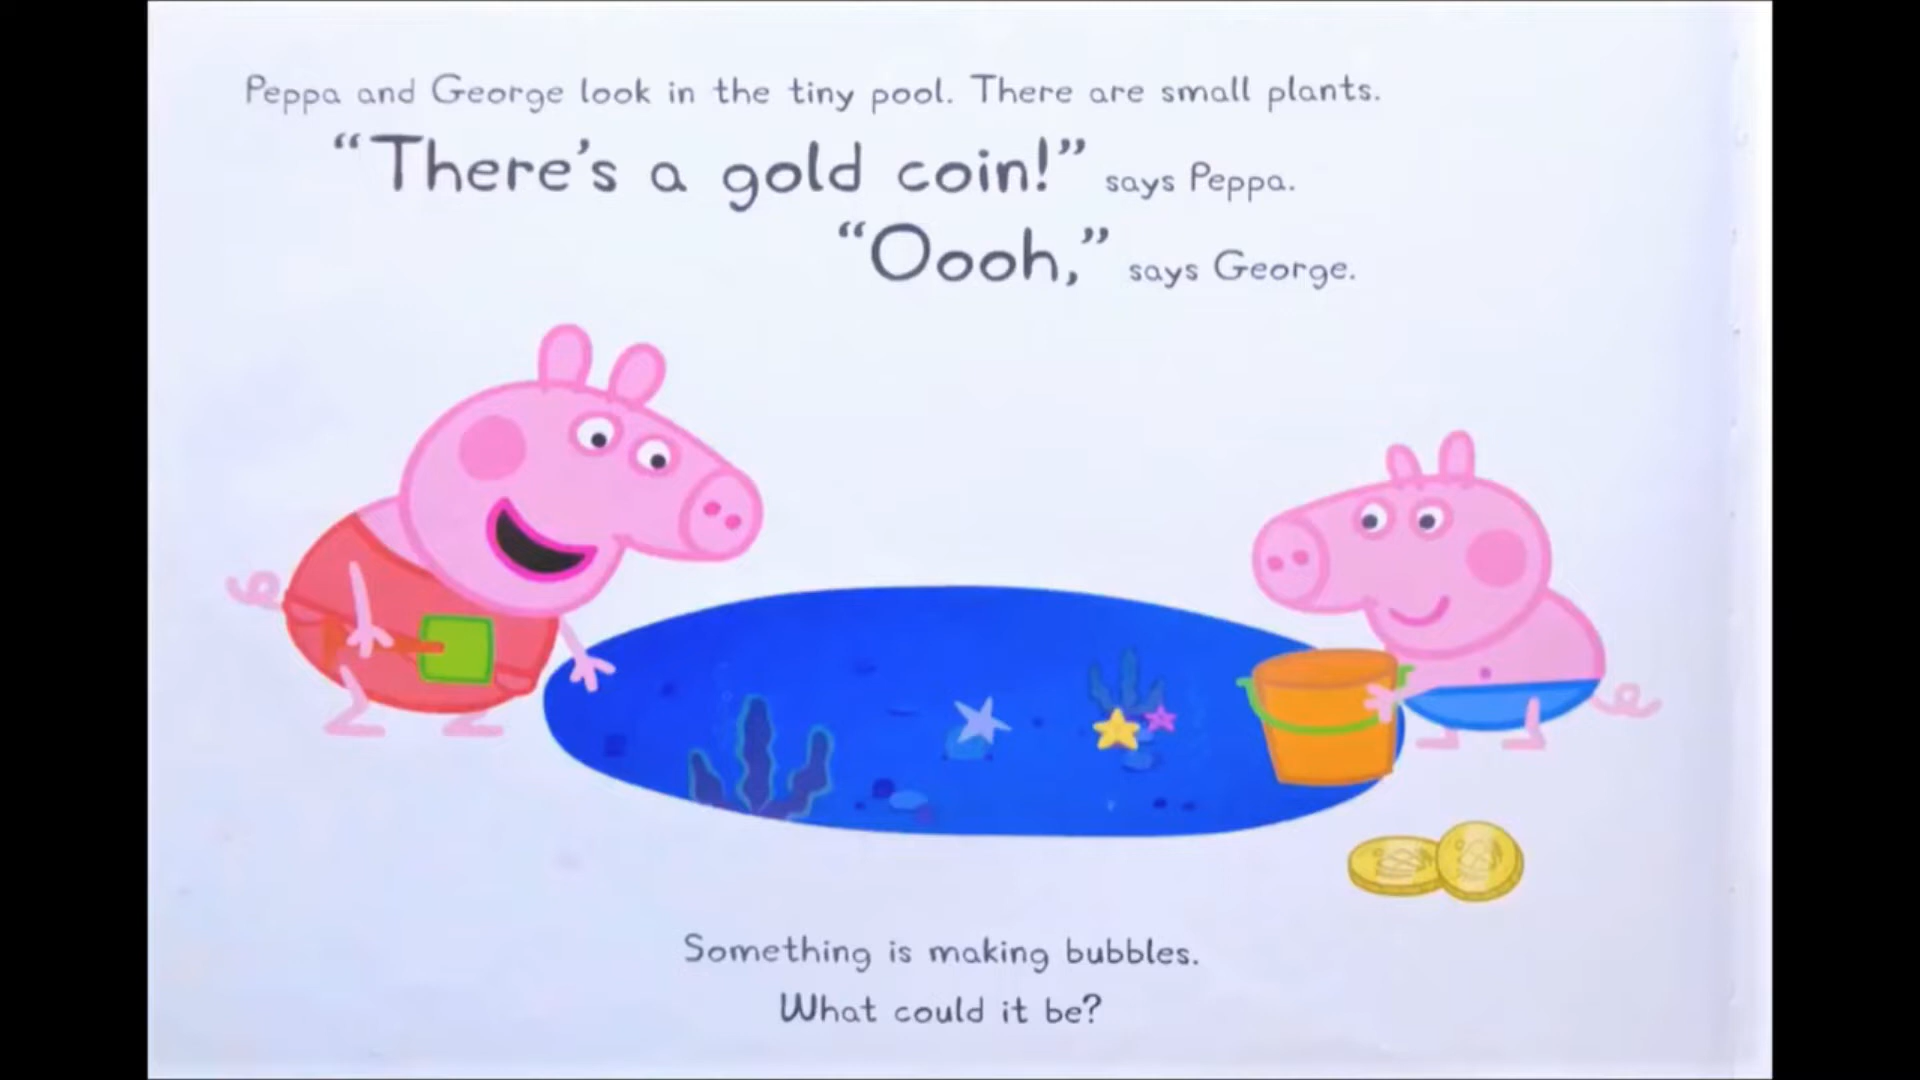 Peppa and George look in the tiny pool. There are small plants.
“There’s a gold coin!” says Peppa.
“Oooh,” says George.
Something is making bubbles.
What could it be?